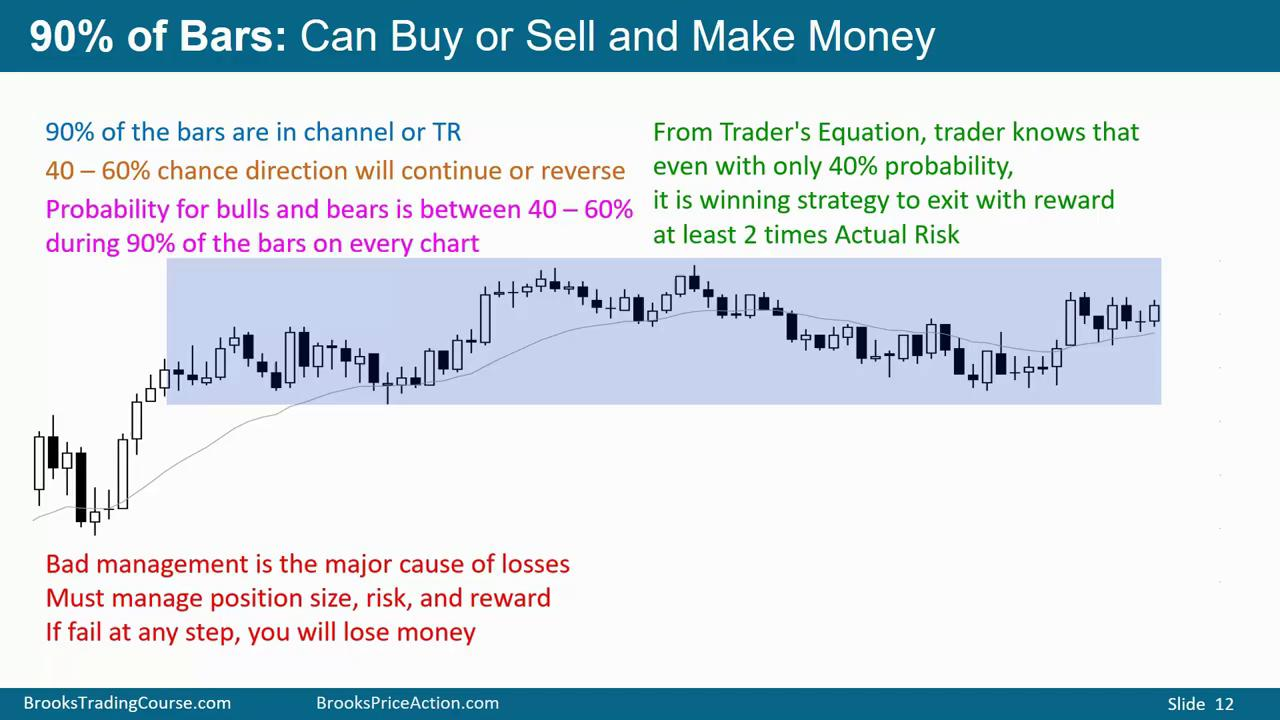 90% of Bars: Can Buy or Sell and Make Money
90% of the bars are in channel or TR
40 – 60% chance direction will continue or reverse
Probability for bulls and bears is between 40 – 60%
during 90% of the bars on every chart
From Trader's Equation, trader knows that
even with only 40% probability,
it is winning strategy to exit with reward
at least 2 times Actual Risk
Bad management is the major cause of losses
Must manage position size, risk, and reward
If fail at any step, you will lose money
BrooksTradingCourse.com
BrooksPriceAction.com
Slide 12